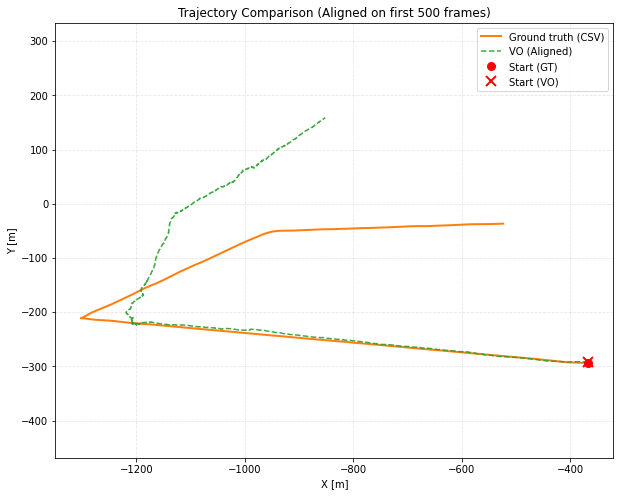 Trajectory Comparison (Aligned on first 500 frames)
Ground truth (CSV)
VO (Aligned)
Start (GT)
Start (VO)
Y [m]
300
200
100
0
−100
−200
−300
−400
−1200
−1000
−800
−600
−400
X [m]